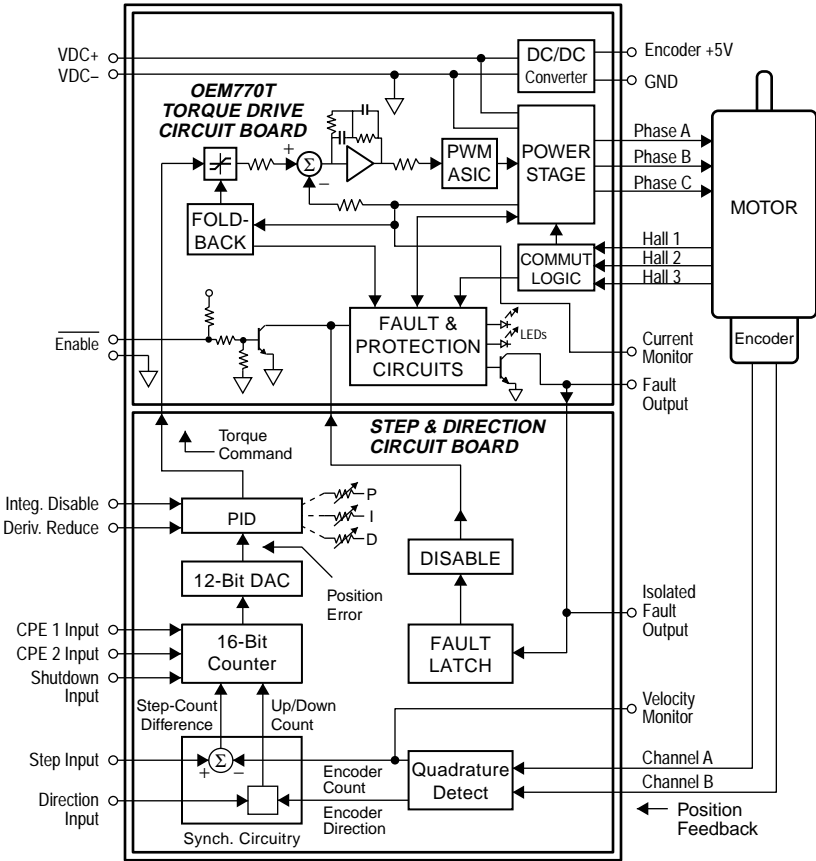 VDC+
VDC–
OEM770T
TORQUE DRIVE
CIRCUIT BOARD
DC/DC
Converter
Encoder +5V
GND
+
Σ
–
PWM
ASIC
POWER
STAGE
Phase A
Phase B
Phase C
MOTOR
FOLD-
BACK
COMMUT
LOGIC
Hall 1
Hall 2
Hall 3
Enable
FAULT &
PROTECTION
CIRCUITS
LEDs
Encoder
Current
Monitor
Fault
Output
STEP & DIRECTION
CIRCUIT BOARD
Torque
Command
Integ. Disable
Deriv. Reduce
PID
P
I
D
12-Bit DAC
Position
Error
DISABLE
Isolated
Fault
Output
CPE 1 Input
CPE 2 Input
Shutdown
Input
16-Bit
Counter
FAULT
LATCH
Step-Count
Difference
Up/Down
Count
Velocity
Monitor
Step Input
Σ
+
–
Encoder
Count
Quadrature
Detect
Channel A
Channel B
Direction
Input
Encoder
Direction
Synch. Circuitry
Position
Feedback